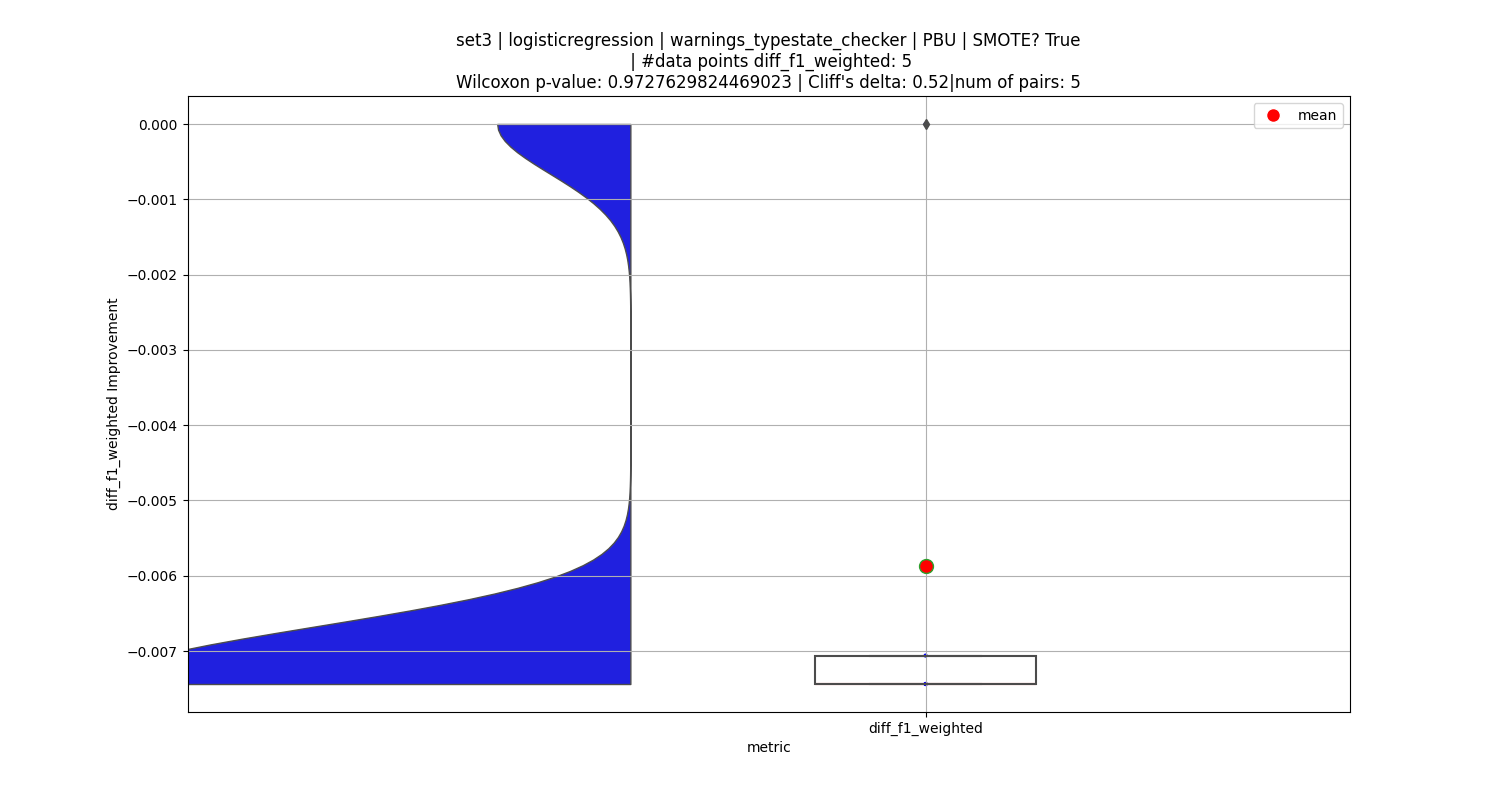 set3 | logisticregression | warnings_typestate_checker | PBU | SMOTE? True
| #data points diff_f1_weighted: 5
Wilcoxon p-value: 0.9727629824469023 | Cliff's delta: 0.52|num of pairs: 5
mean
0.000
−0.001
−0.002
−0.003
−0.004
−0.005
−0.006
−0.007
diff_f1_weighted Improvement
diff_f1_weighted
metric